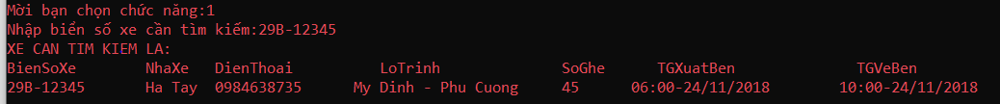 Mời bạn chọn chức năng:1
Nhập biển số xe cần tìm kiếm:29B-12345
XE CAN TIM KIEM LA:
BienSoXe NhaXe DienThoai LoTrinh SoGhe TGXuatBen TGVeBen
29B-12345 Ha Tay 0984638735 My Dinh - Phu Cuong 45 06:00-24/11/2018 10:00-24/11/2018